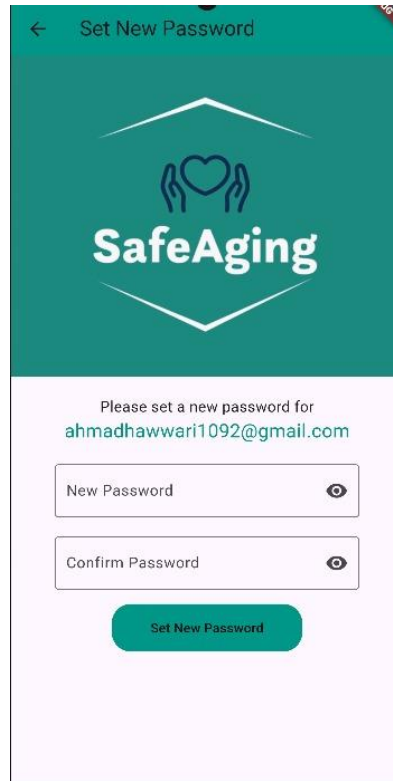 Set New Password
SafeAging
Please set a new password for
ahmadhawwari1092@gmail.com
New Password
Confirm Password
Set New Password